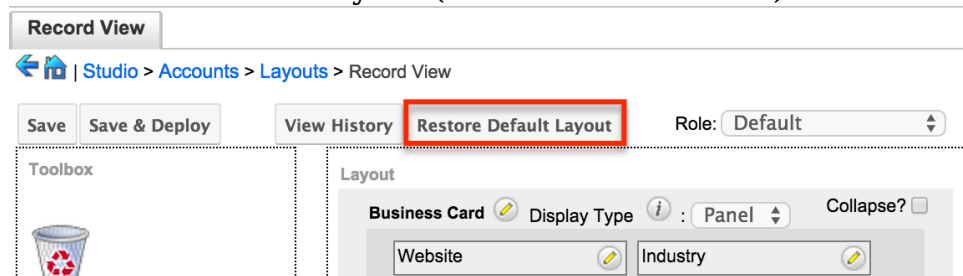 Record View
| Studio > Accounts > Layouts > Record View
Save Save & Deploy View History Restore Default Layout Role: Default
Toolbox
Layout
Business Card Display Type i : Panel Collapse?
Website Industry